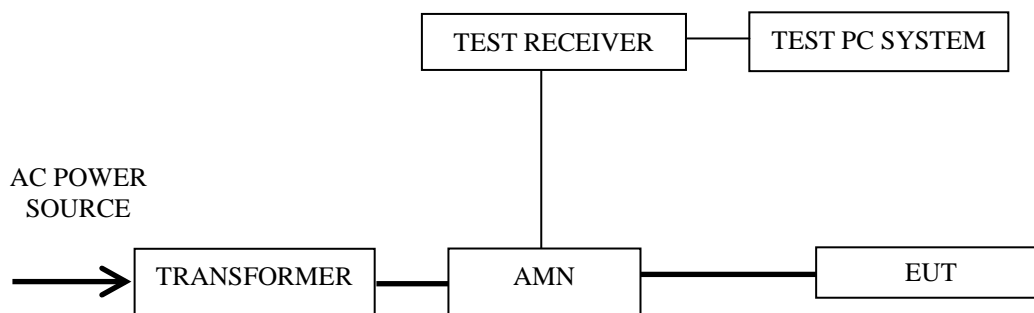 TEST RECEIVER
TEST PC SYSTEM
AC POWER
SOURCE
TRANSFORMER
AMN
EUT